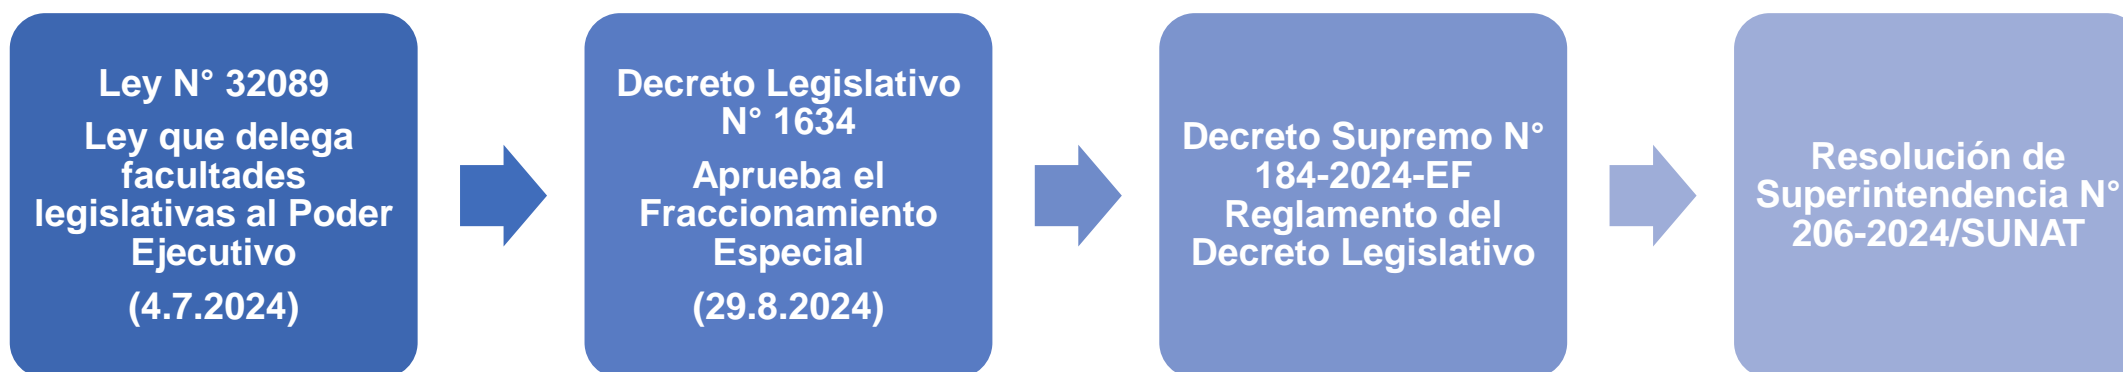 Ley N° 32089
Ley que delega
facultades
legislativas al Poder
Ejecutivo
(4.7.2024)
Decreto Legislativo
N° 1634
Aprueba el
Fraccionamiento
Especial
(29.8.2024)
Decreto Supremo N°
184-2024-EF
Reglamento del
Decreto Legislativo
Resolución de
Superintendencia N°
206-2024/SUNAT